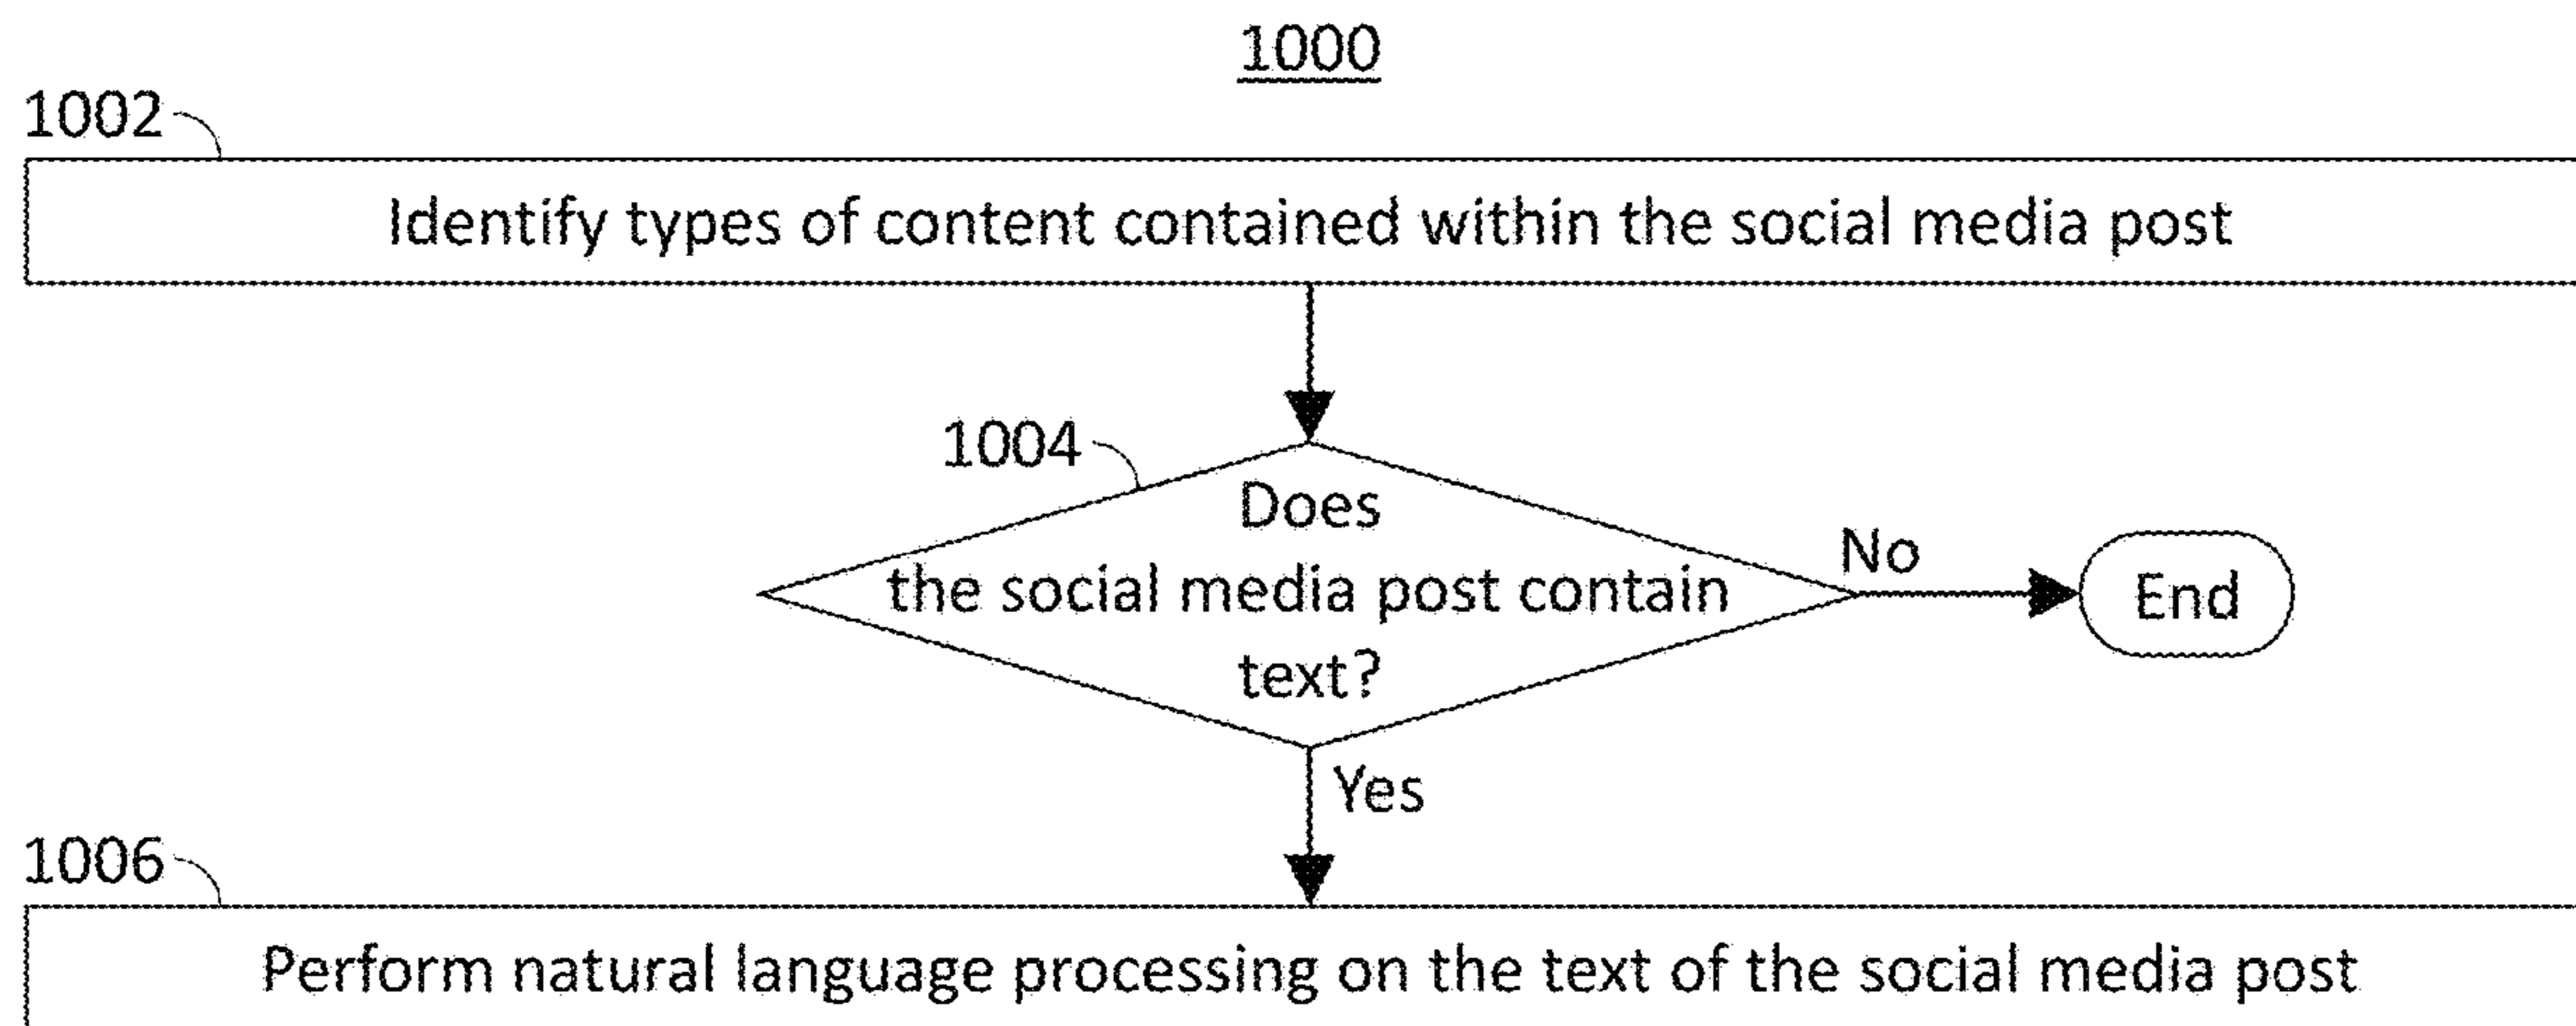 1000
1002
Identify types of content contained within the social media post
1004
Does
the social media post contain
text?
No
End
Yes
1006
Perform natural language processing on the text of the social media post